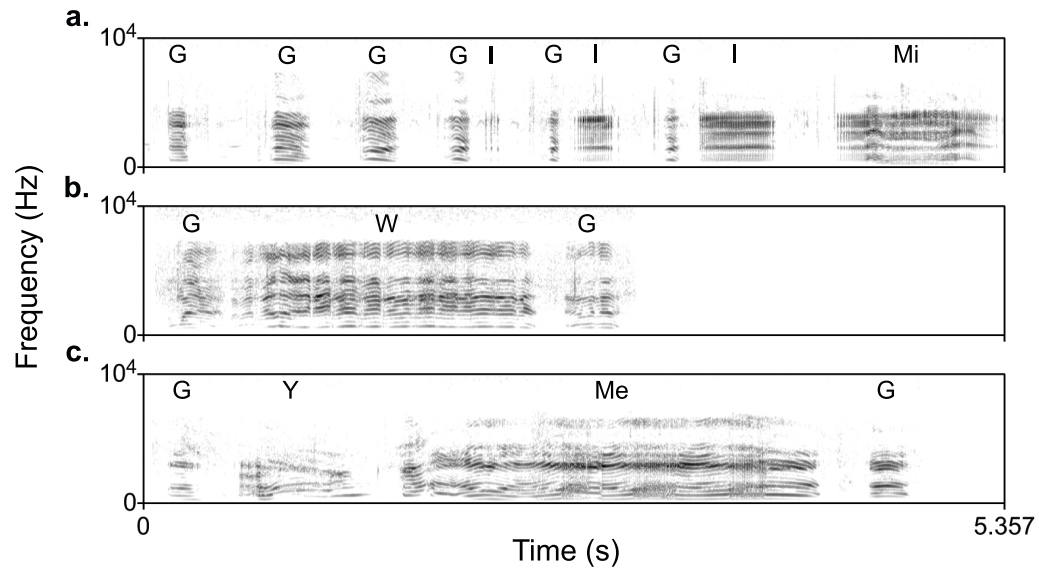 a.
10⁴
G G G G I G I G I Mi
0
b.
10⁴
G W G
0
c.
10⁴
G Y Me G
0
0 5.357
Time (s)
Frequency (Hz)